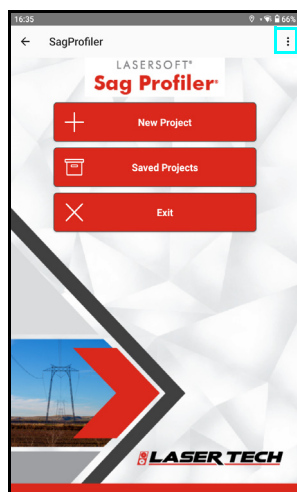 16:35
66%
SagProfiler
LASERSOFT®
Sag Profiler®
New Project
Saved Projects
Exit
LASER TECH